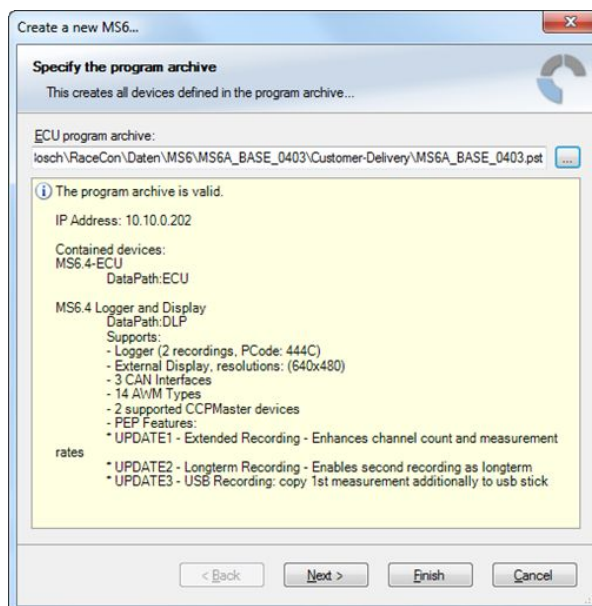 Create a new MS6...
Specify the program archive
This creates all devices defined in the program archive...
ECU program archive:
losch\RaceCon\Daten\MS6\MS6A_BASE_0403\Customer-Delivery\MS6A_BASE_0403.pst
...
The program archive is valid.
IP Address: 10.10.0.202
Contained devices:
MS6.4-ECU
DataPath:ECU
MS6.4 Logger and Display
DataPath:DLP
Supports:
- Logger (2 recordings, PCode: 444C)
- External Display, resolutions: (640x480)
- 3 CAN Interfaces
- 14 AWM Types
- 2 supported CCPMaster devices
- PEP Features:
* UPDATE1 - Extended Recording - Enhances channel count and measurement
rates
* UPDATE2 - Longterm Recording - Enables second recording as longterm
* UPDATE3 - USB Recording: copy 1st measurement additionally to usb stick
< Back
Next >
Finish
Cancel